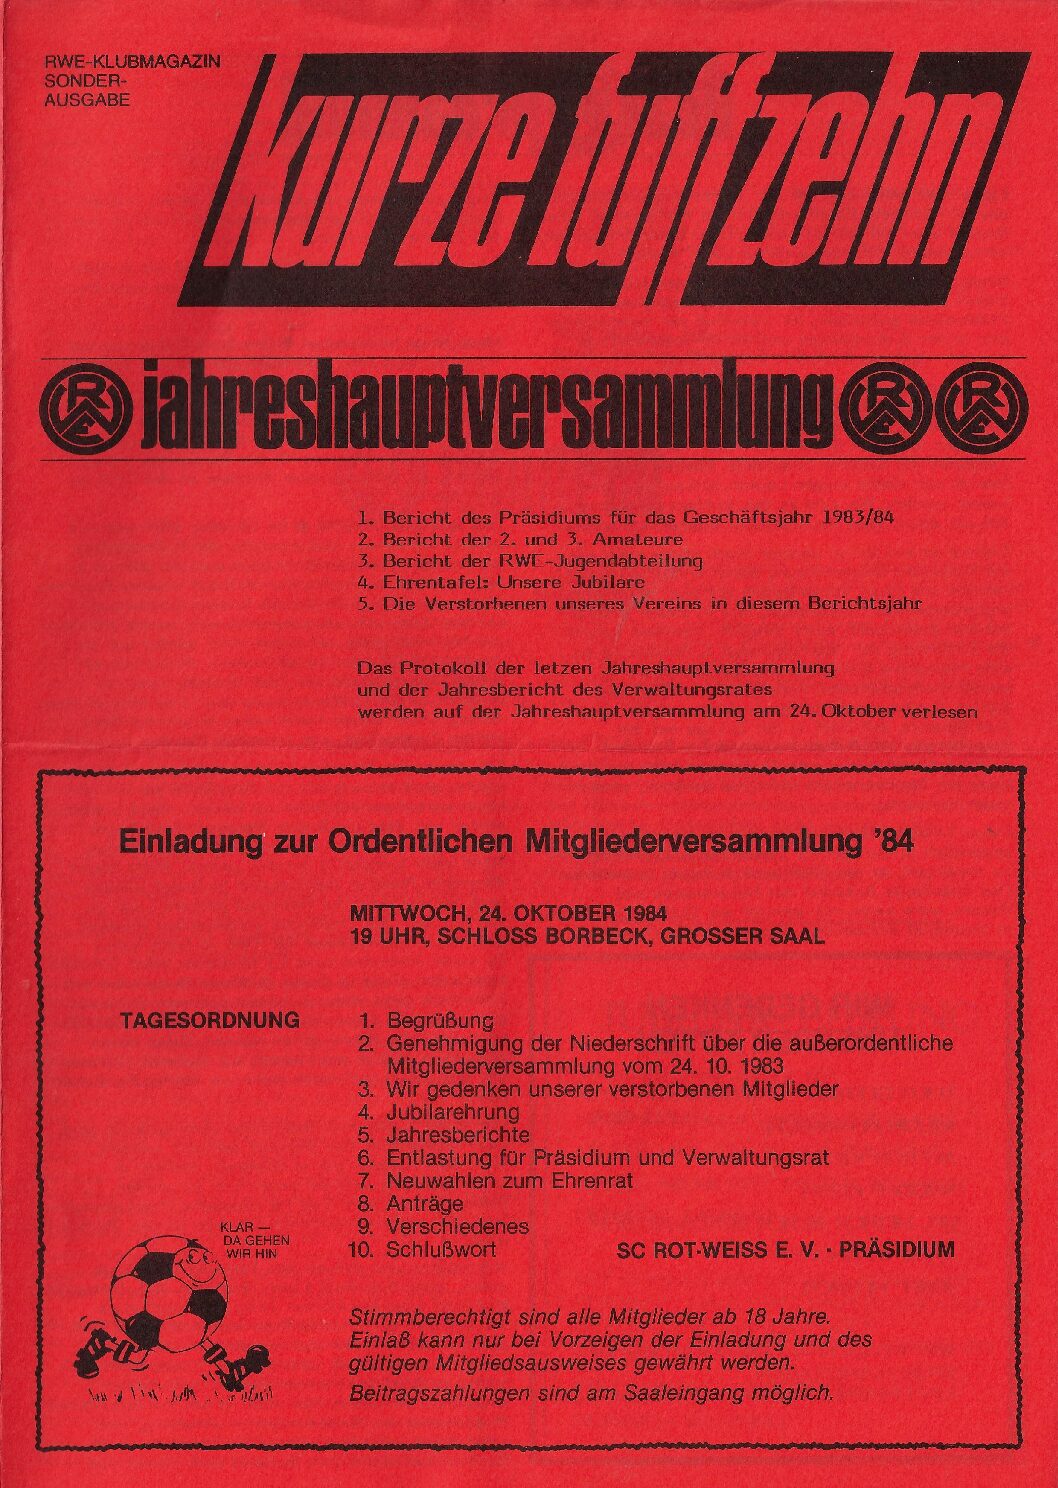 RWE-KLUBMAGAZIN
SONDER-
AUSGABE
kurze fuffzehn
RWE jahreshauptversammlung RWE RWE
1. Bericht des Präsidiums für das Geschäftsjahr 1983/84
2. Bericht der 2. und 3. Amateure
3. Bericht der RWE-Jugendabteilung
4. Ehrentafel: Unsere Jubilare
5. Die Verstorbenen unseres Vereins in diesem Berichtsjahr
Das Protokoll der letzen Jahreshauptversammlung
und der Jahresbericht des Verwaltungsrates
werden auf der Jahreshauptversammlung am 24. Oktober verlesen
Einladung zur Ordentlichen Mitgliederversammlung ’84
MITTWOCH, 24. OKTOBER 1984
19 UHR, SCHLOSS BORBECK, GROSSER SAAL
TAGESORDNUNG
1. Begrüßung
2. Genehmigung der Niederschrift über die außerordentliche
Mitgliederversammlung vom 24. 10. 1983
3. Wir gedenken unserer verstorbenen Mitglieder
4. Jubilarehrung
5. Jahresberichte
6. Entlastung für Präsidium und Verwaltungsrat
7. Neuwahlen zum Ehrenrat
8. Anträge
9. Verschiedenes
10. Schlußwort
SC ROT-WEISS E. V. · PRÄSIDIUM
KLAR —
DA GEHEN
WIR HIN
Stimmberechtigt sind alle Mitglieder ab 18 Jahre.
Einlaß kann nur bei Vorzeigen der Einladung und des
gültigen Mitgliedsausweises gewährt werden.
Beitragszahlungen sind am Saaleingang möglich.